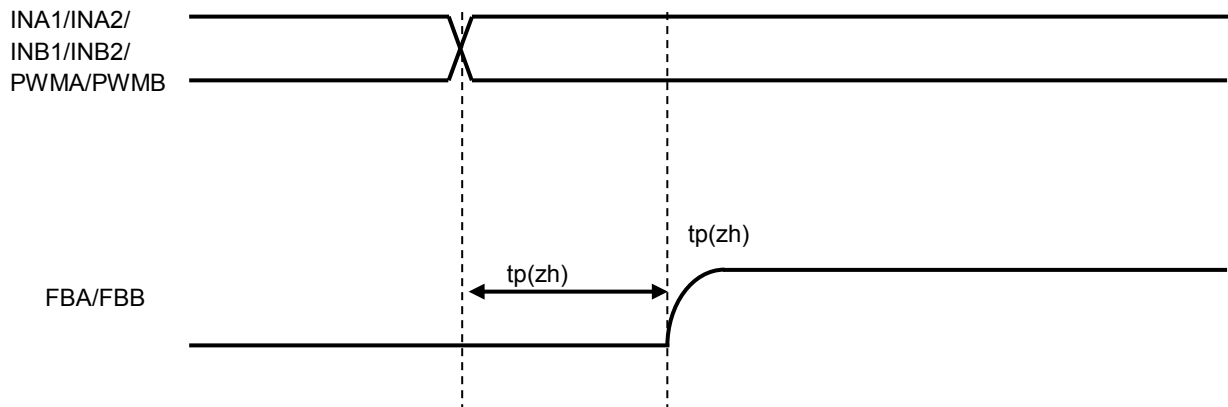 INA1/INA2/
INB1/INB2/
PWMA/PWMB
tp(zh)
tp(zh)
FBA/FBB